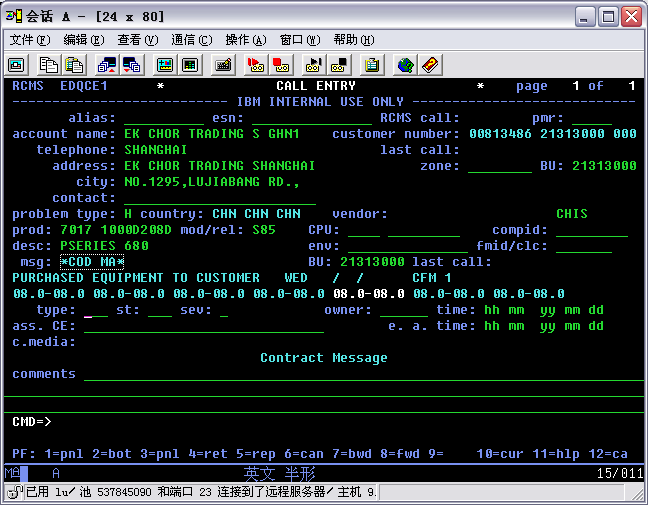 会话 A - [24 x 80]
文件(F) 编辑(E) 查看(V) 通信(C) 操作(A) 窗口(W) 帮助(H)
RCMS EDQCE1 * CALL ENTRY * page 1 of 1
IBM INTERNAL USE ONLY
alias: esn: RCMS call: pmr:
account name: EK CHOR TRADING S GHN1 customer number: 00813486 21313000 000
telephone: SHANGHAI last call:
address: EK CHOR TRADING SHANGHAI zone: BU: 21313000
city: NO.1295,LUJIABANG RD.,
contact:
problem type: H country: CHN CHN CHN vendor: CHIS
prod: 7017 1000D208D mod/rel: S85 CPU: compid:
desc: PSERIES 680 env: fmid/clc:
msg: *COD MA* BU: 21313000 last call:
PURCHASED EQUIPMENT TO CUSTOMER WED / / CFM 1
08.0-08.0 08.0-08.0 08.0-08.0 08.0-08.0 08.0-08.0 08.0-08.0 08.0-08.0
type: st: sev: owner: time: hh mm yy mm dd
ass. CE: e. a. time: hh mm yy mm dd
c.media:
Contract Message
comments
CMD=>
PF: 1=pnl 2=bot 3=pnl 4=ret 5=rep 6=can 7=bwd 8=fwd 9= 10=cur 11=hlp 12=ca
MA A 英文 半形 15/011
已用 lu/ 池 537845090 和端口 23 连接到了远程服务器/ 主机 9.